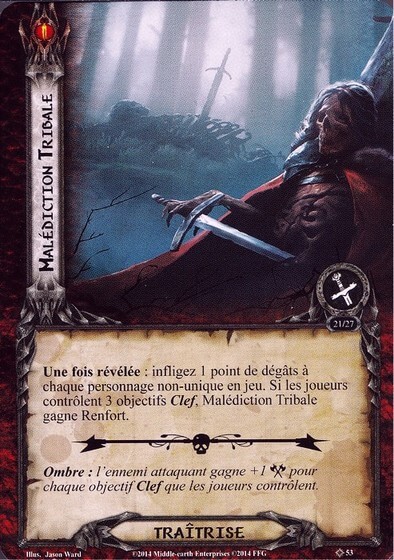 MALÉDICTION TRIBALE
21/27
Une fois révélée : infligez 1 point de dégâts à
chaque personnage non-unique en jeu. Si les joueurs
contrôlent 3 objectifs Clef, Malédiction Tribale
gagne Renfort.
Ombre : l'ennemi attaquant gagne +1 pour
chaque objectif Clef que les joueurs contrôlent.
TRAÎTRISE
Illus. Jason Ward ©2014 Middle-earth Enterprises ©2014 FFG 53